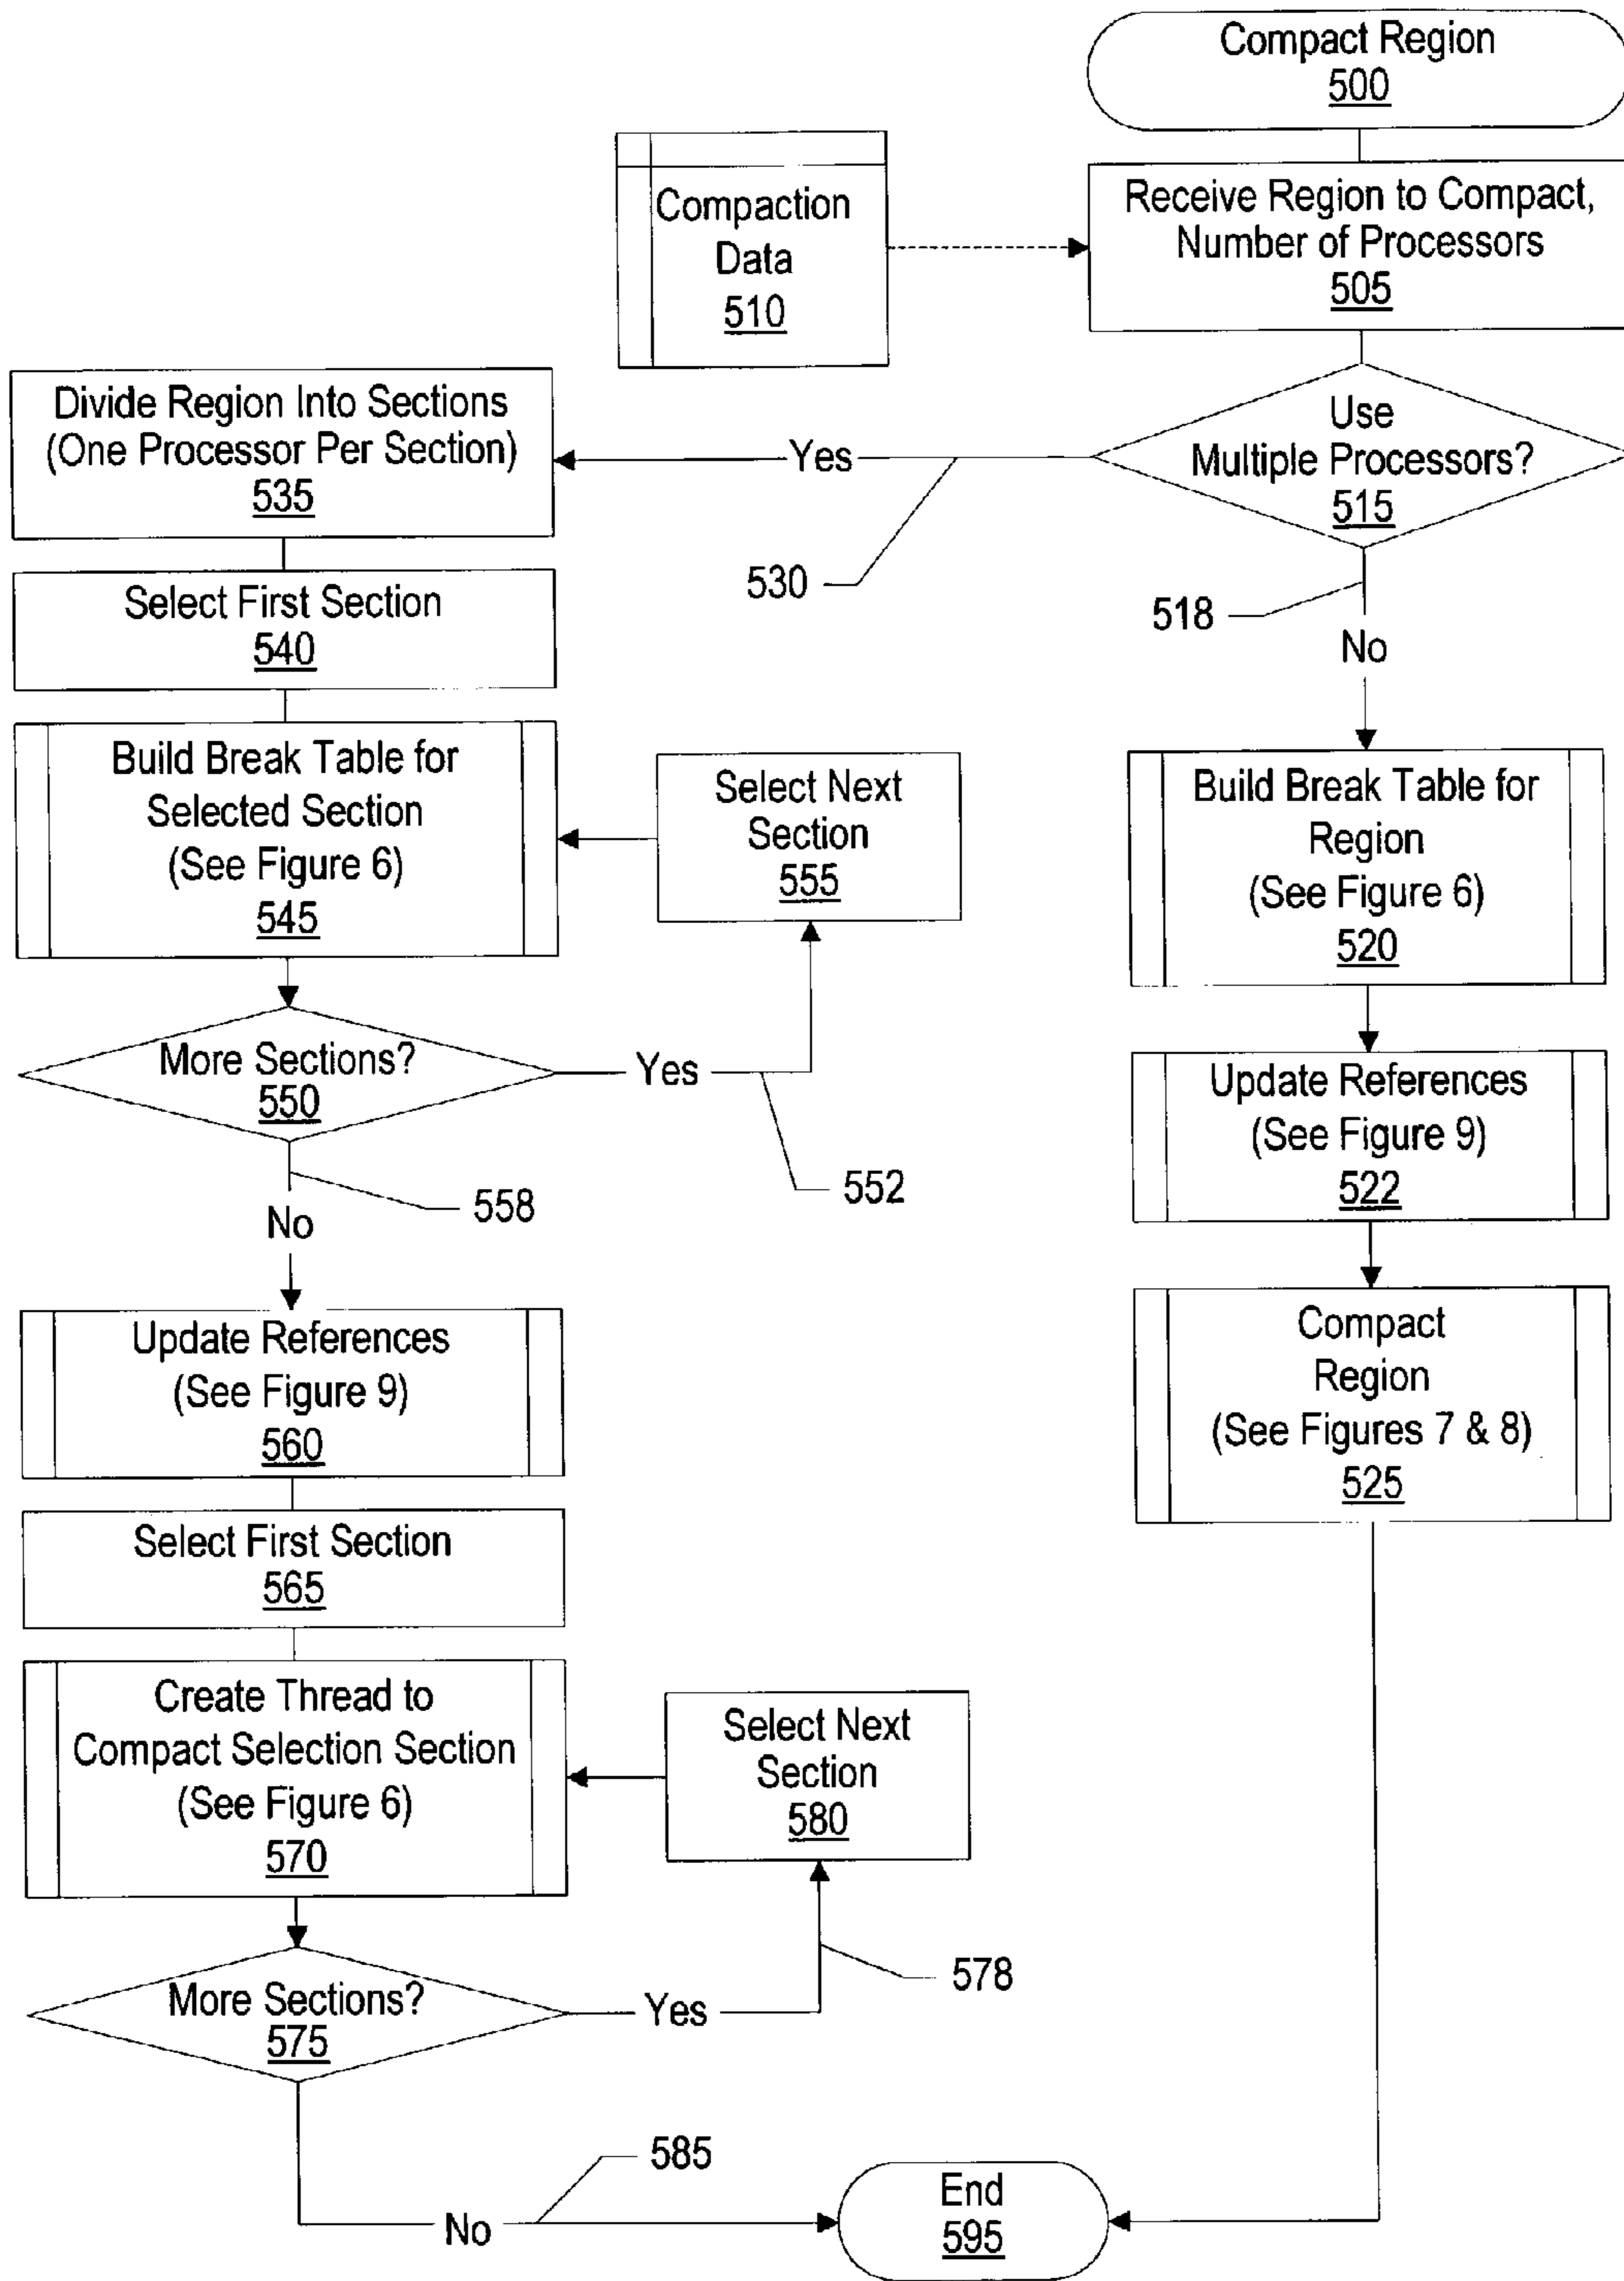 Compact Region
500
Receive Region to Compact,
Number of Processors
505
Compaction
Data
510
Use
Multiple Processors?
515
Yes
530
518
No
Divide Region Into Sections
(One Processor Per Section)
535
Select First Section
540
Build Break Table for
Selected Section
(See Figure 6)
545
Select Next
Section
555
More Sections?
550
Yes
552
558
No
Update References
(See Figure 9)
560
Select First Section
565
Create Thread to
Compact Selection Section
(See Figure 6)
570
Select Next
Section
580
More Sections?
575
Yes
578
585
No
Build Break Table for
Region
(See Figure 6)
520
Update References
(See Figure 9)
522
Compact
Region
(See Figures 7 & 8)
525
End
595